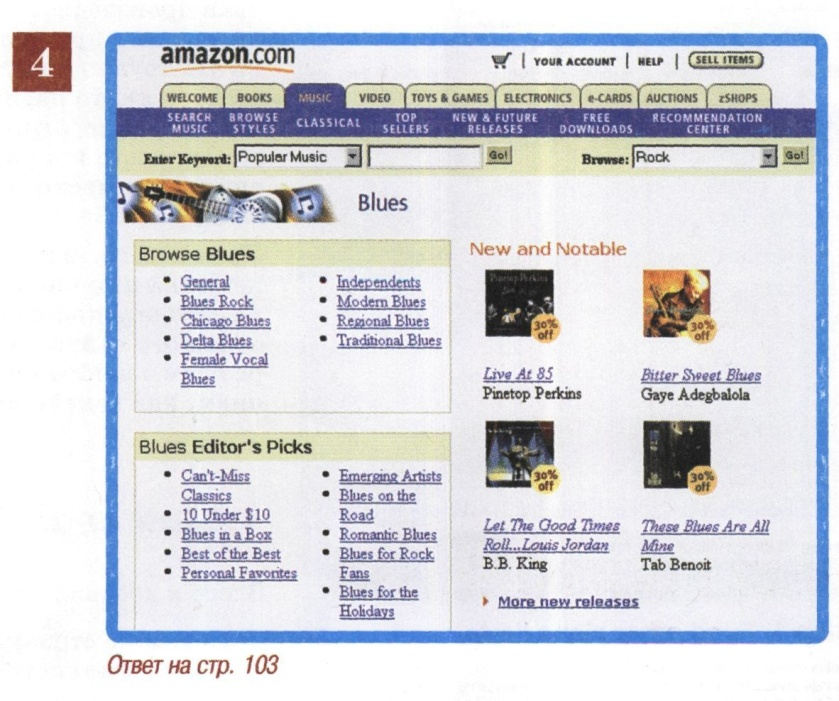 4
amazon.com
YOUR ACCOUNT | HELP | SELL ITEMS
WELCOME BOOKS MUSIC VIDEO TOYS & GAMES ELECTRONICS e-CARDS AUCTIONS zSHOPS
SEARCH MUSIC BROWSE STYLES CLASSICAL TOP SELLERS NEW & FUTURE RELEASES FREE DOWNLOADS RECOMMENDATION CENTER
Enter Keyword: Popular Music Go! Browse: Rock Go!
Blues
Browse Blues
• General
• Blues Rock
• Chicago Blues
• Delta Blues
• Female Vocal
Blues
• Independents
• Modern Blues
• Regional Blues
• Traditional Blues
Blues Editor's Picks
• Can't-Miss
Classics
• 10 Under $10
• Blues in a Box
• Best of the Best
• Personal Favorites
• Emerging Artists
• Blues on the
Road
• Romantic Blues
• Blues for Rock
Fans
• Blues for the
Holidays
New and Notable
Pinetop Perkins
30% off
Live At 85
Pinetop Perkins
30% off
Bitter Sweet Blues
Gaye Adegbalola
30% off
Let The Good Times
Roll...Louis Jordan
B.B. King
30% off
These Blues Are All
Mine
Tab Benoit
More new releases
Ответ на стр. 103